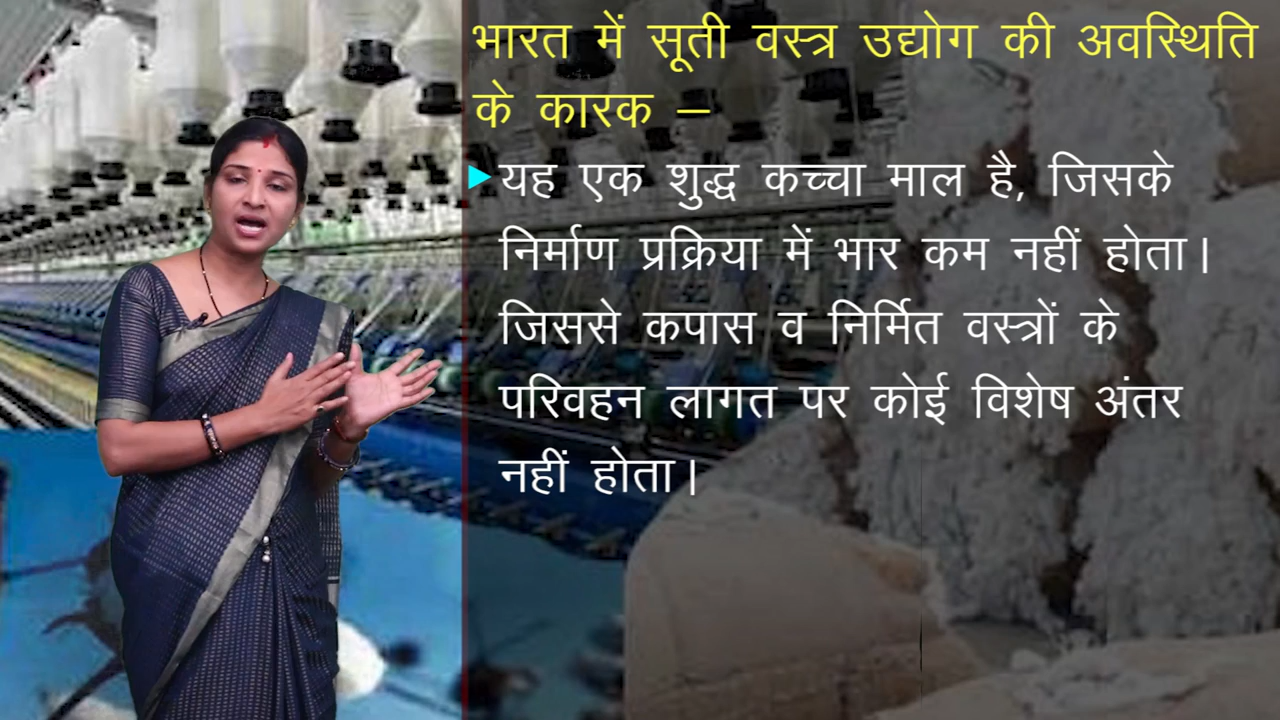 भारत में सूती वस्त्र उद्योग की अवस्थिति
के कारक –
यह एक शुद्ध कच्चा माल है, जिसके
निर्माण प्रक्रिया में भार कम नहीं होता।
जिससे कपास व निर्मित वस्त्रों के
परिवहन लागत पर कोई विशेष अंतर
नहीं होता।